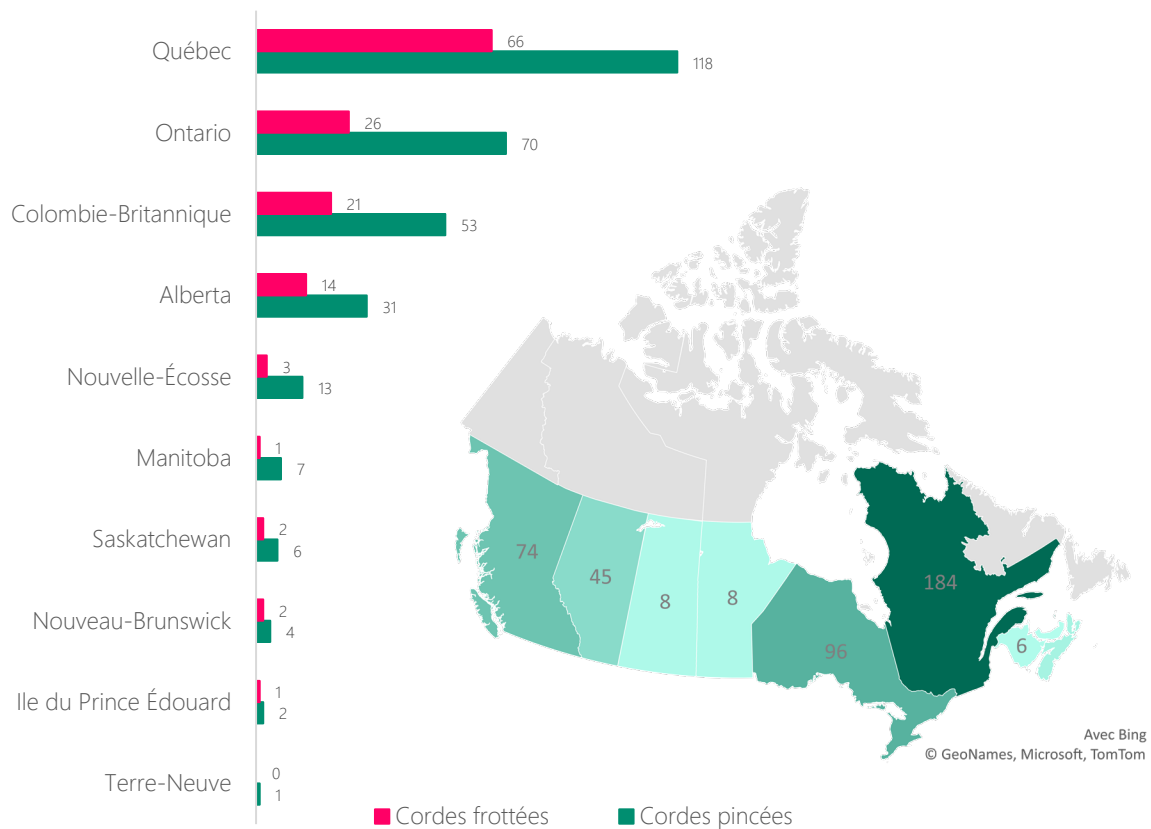 Québec
66
118
Ontario
26
70
Colombie-Britannique
21
53
Alberta
14
31
Nouvelle-Écosse
3
13
Manitoba
1
7
Saskatchewan
2
6
Nouveau-Brunswick
2
4
Ile du Prince Édouard
1
2
Terre-Neuve
0
1
Cordes frottées
Cordes pincées
74
45
8
8
96
184
6
Avec Bing
© GeoNames, Microsoft, TomTom